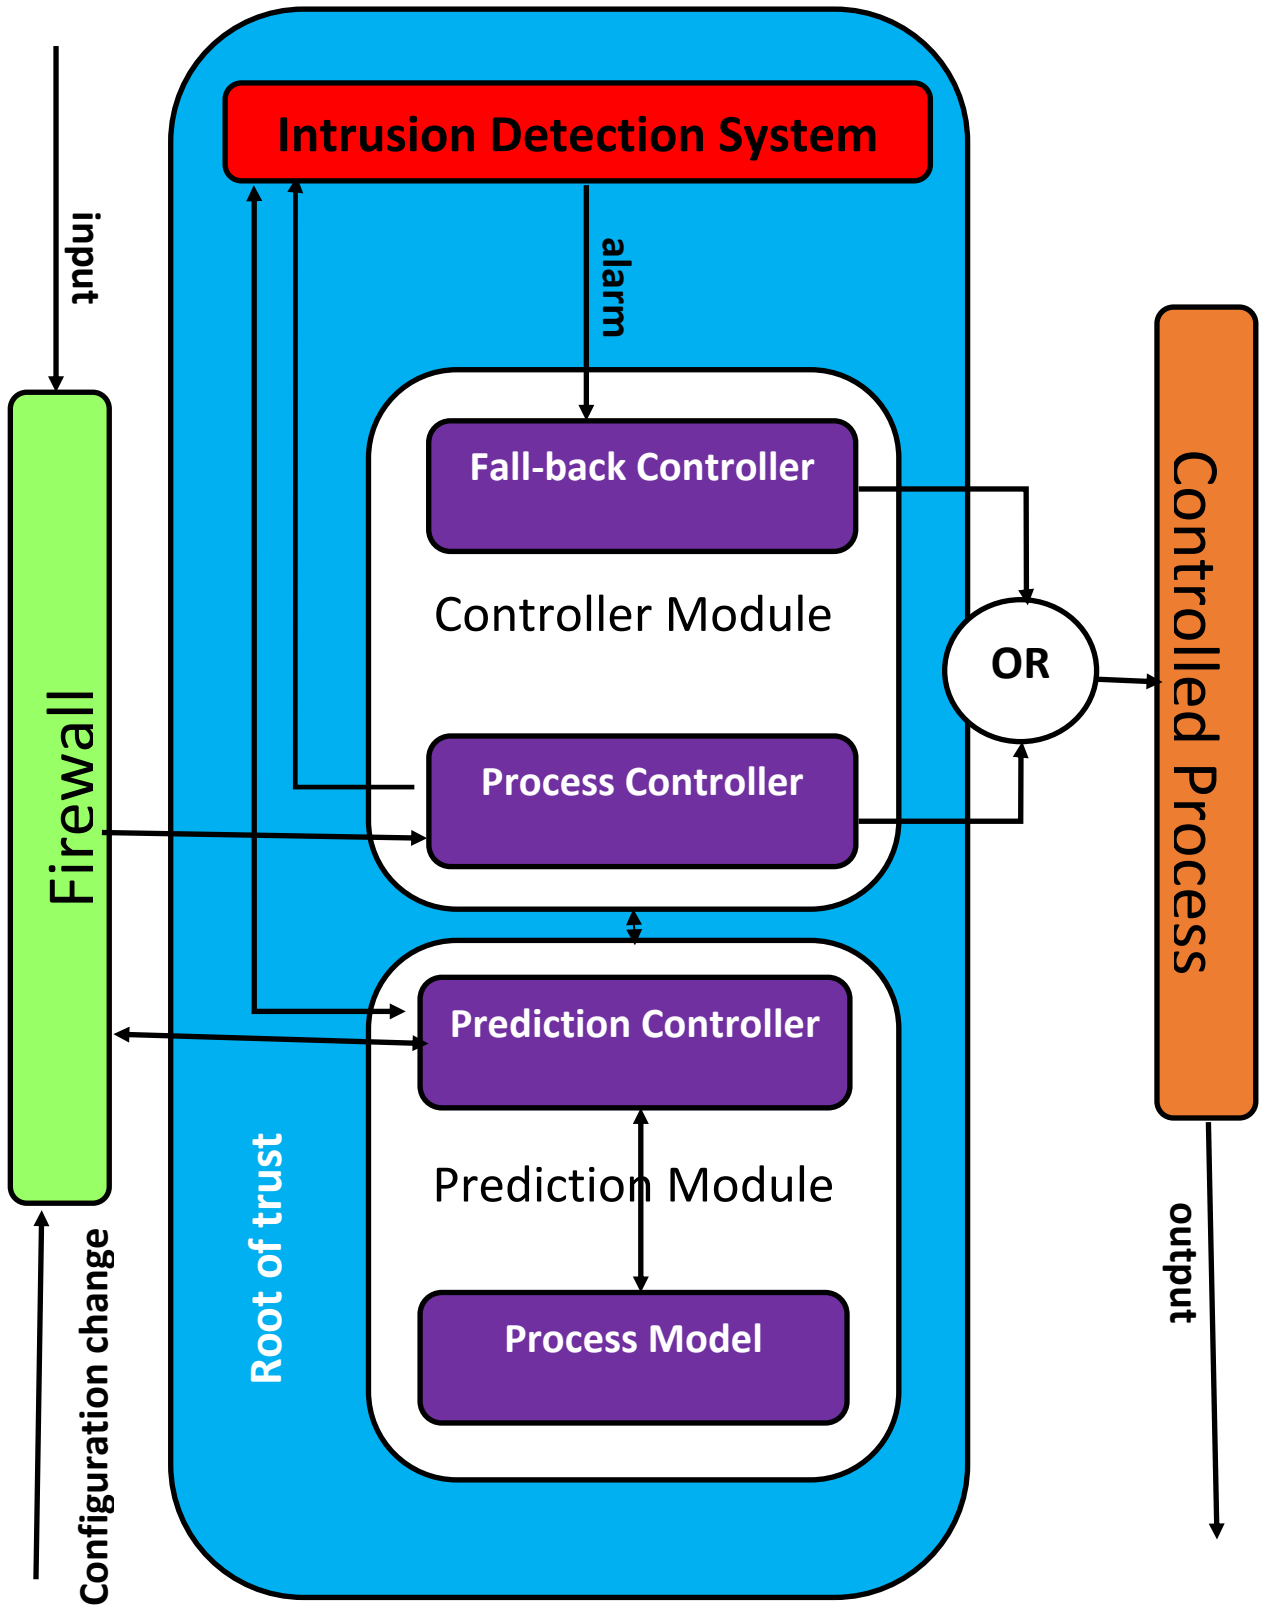 Intrusion Detection System
input
alarm
Fall-back Controller
Controller Module
OR
Process Controller
Firewall
Controlled Process
Prediction Controller
Prediction Module
Root of trust
Process Model
Configuration change
output